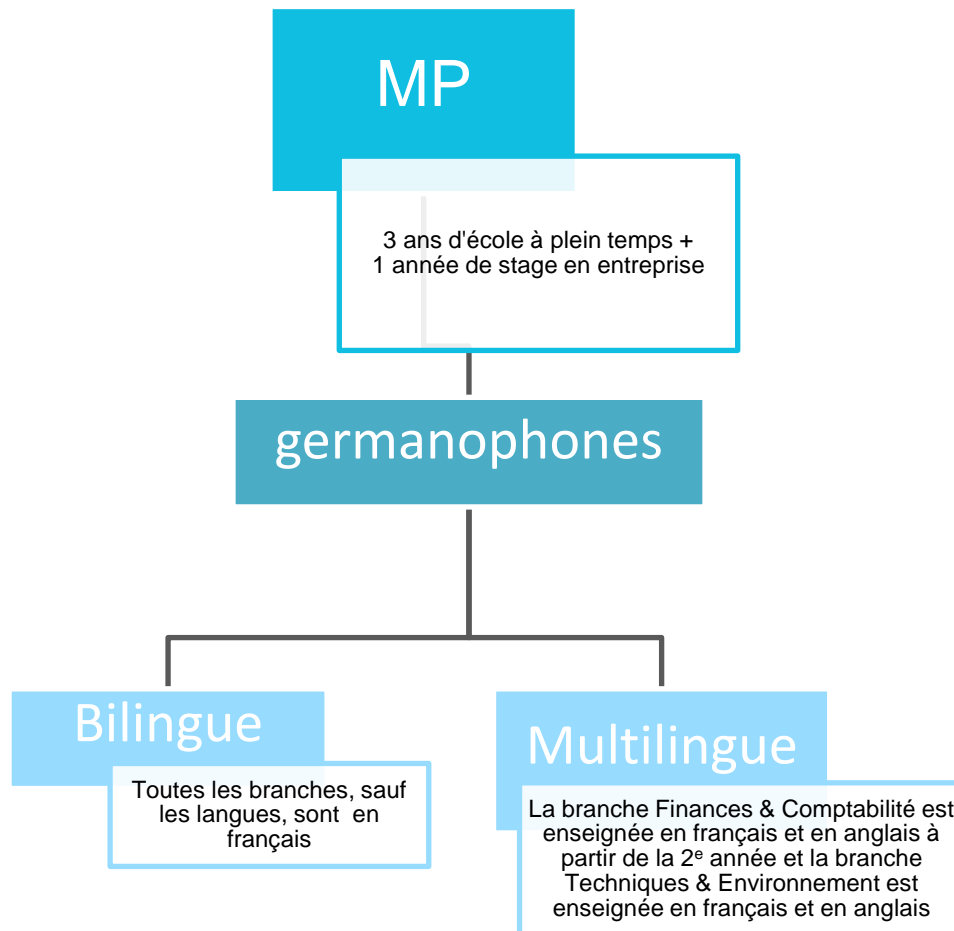 MP
3 ans d'école à plein temps +
1 année de stage en entreprise
germanophones
Bilingue
Toutes les branches, sauf
les langues, sont en
français
Multilingue
La branche Finances & Comptabilité est
enseignée en français et en anglais à
partir de la 2e année et la branche
Techniques & Environnement est
enseignée en français et en anglais